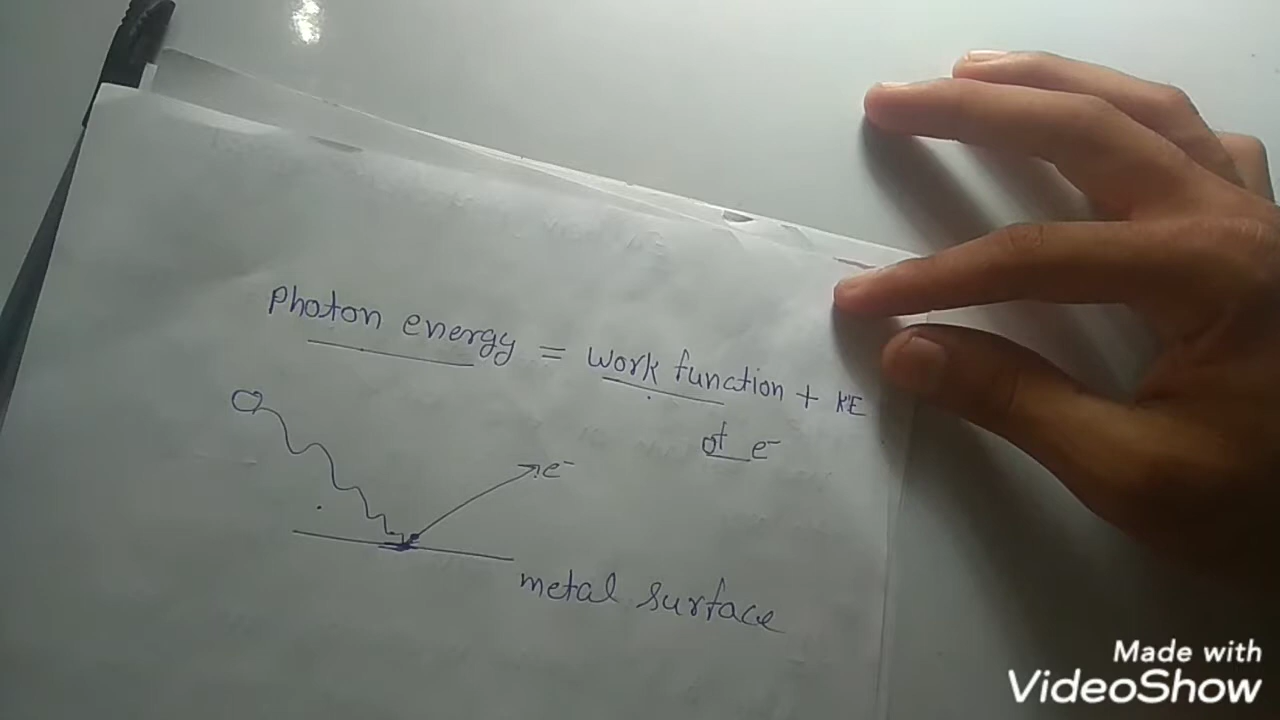 Photon energy = Work function + KE
of e-
e-
metal surface
Made with
VideoShow